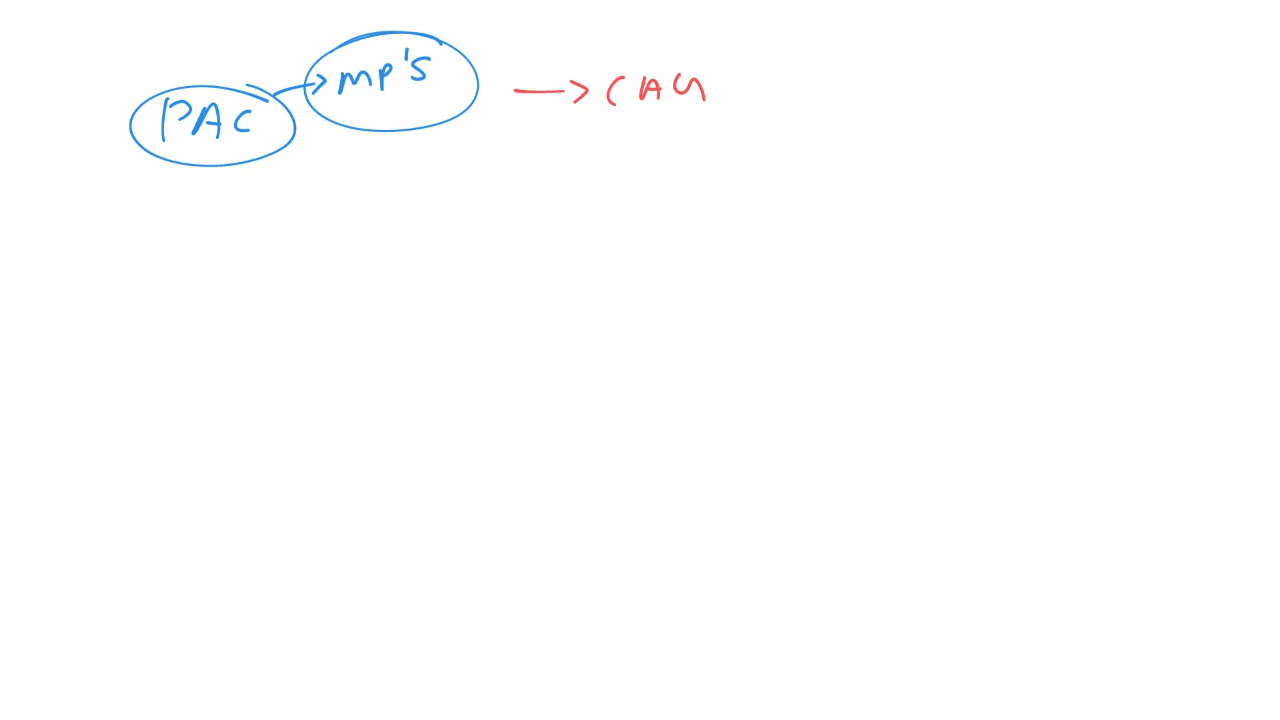 PAC → MP's → CAG